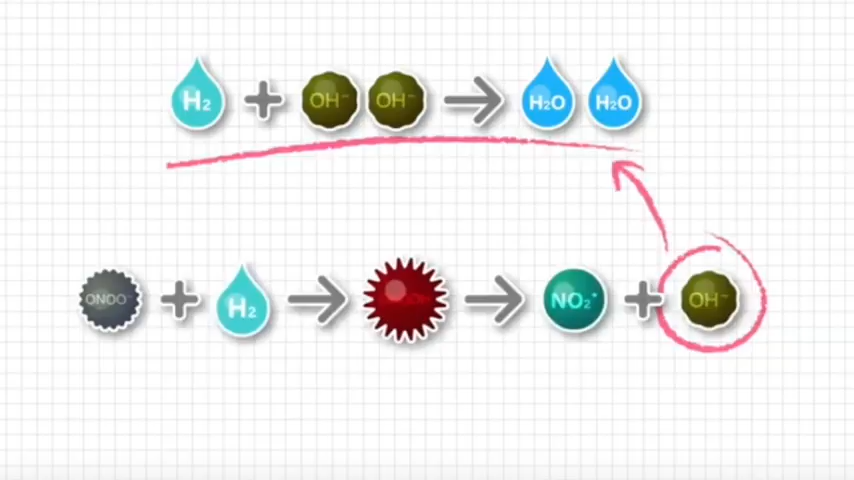 H₂ + OH⁻ OH⁻ → H₂O H₂O
ONOO⁻ + H₂ → → NO₂• + OH⁻